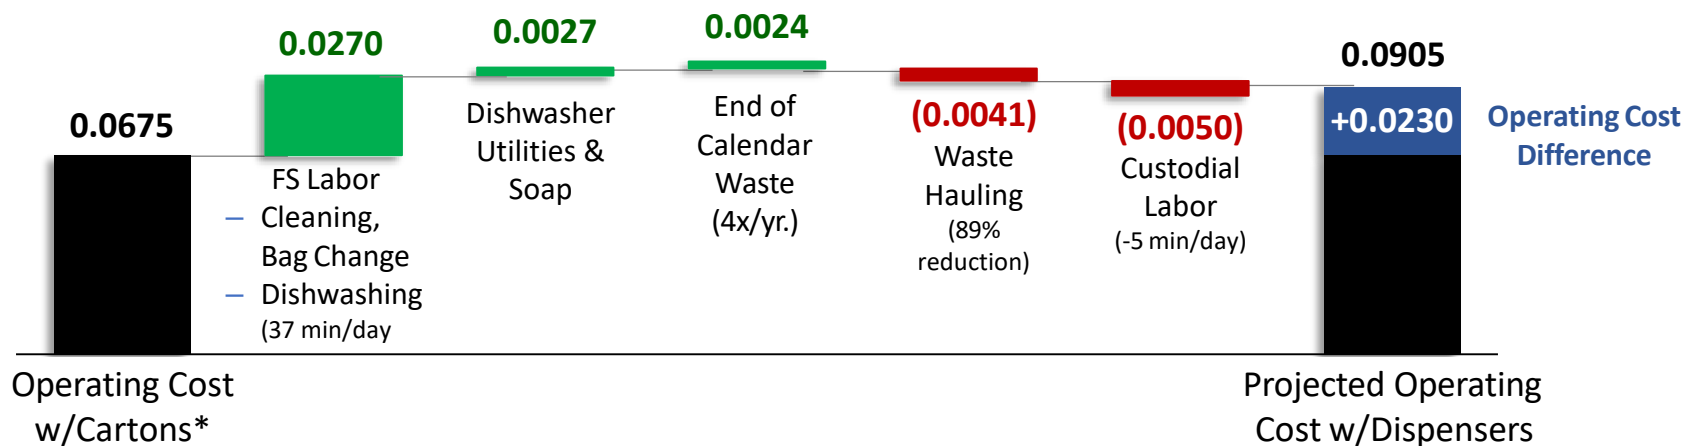 0.0675
Operating Cost
w/Cartons*
0.0270
FS Labor
– Cleaning,
Bag Change
– Dishwashing
(37 min/day
0.0027
Dishwasher
Utilities &
Soap
0.0024
End of
Calendar
Waste
(4x/yr.)
(0.0041)
Waste
Hauling
(89%
reduction)
(0.0050)
Custodial
Labor
(-5 min/day)
0.0905
+0.0230
Operating Cost
Difference
Projected Operating
Cost w/Dispensers